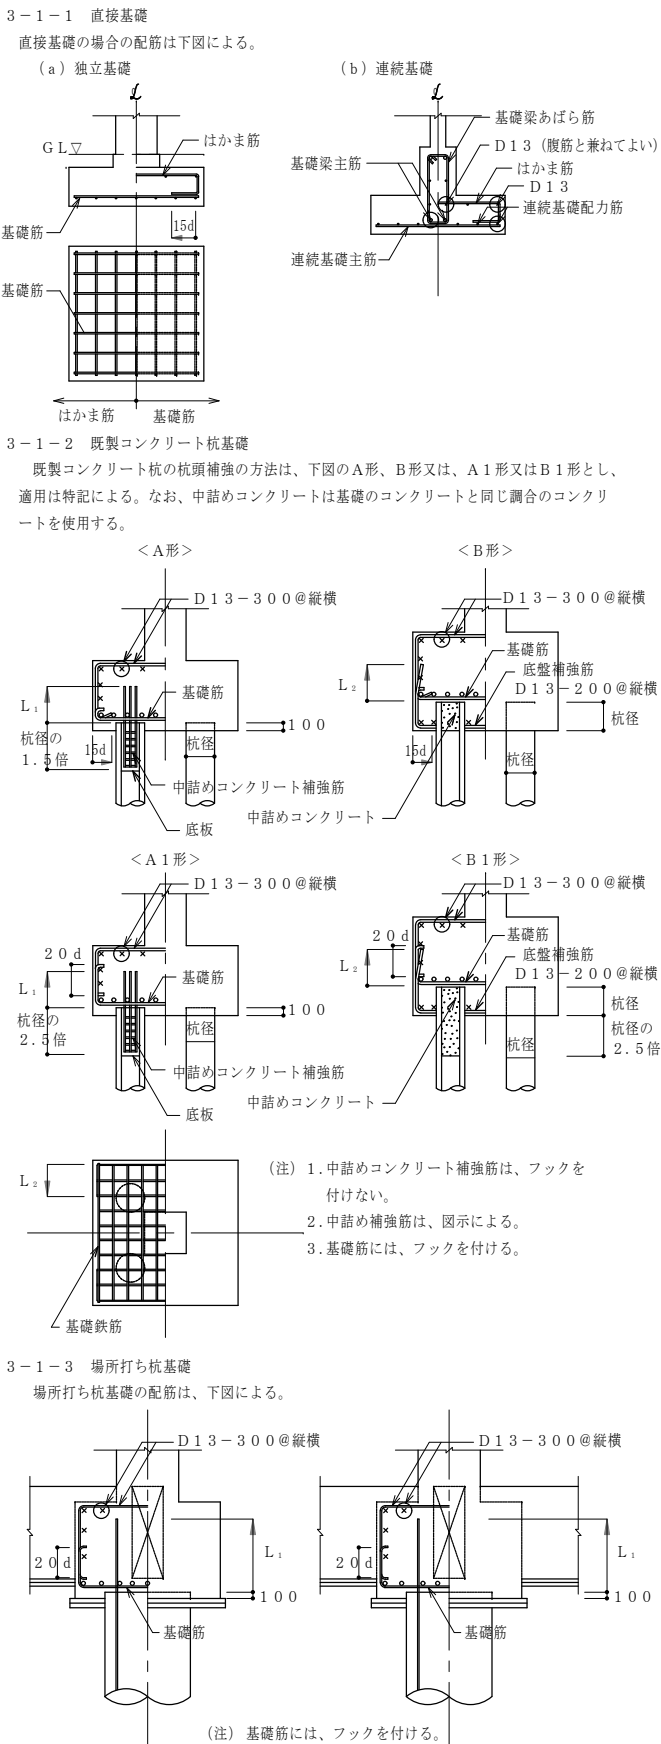 ３－１－１　直接基礎
直接基礎の場合の配筋は下図による。
（ａ）独立基礎
（ｂ）連続基礎
ＧＬ▽
はかま筋
基礎筋
15d
基礎筋
はかま筋
基礎筋
基礎梁あばら筋
Ｄ１３（腹筋と兼ねてよい）
基礎梁主筋
はかま筋
Ｄ１３
連続基礎配力筋
連続基礎主筋
３－１－２　既製コンクリート杭基礎
既製コンクリート杭の杭頭補強の方法は、下図のＡ形、Ｂ形又は、Ａ１形又はＢ１形とし、
適用は特記による。なお、中詰めコンクリートは基礎のコンクリートと同じ調合のコンクリ
ートを使用する。
＜Ａ形＞
Ｄ１３－３００＠縦横
Ｌ₁
基礎筋
１００
杭径の
１.５倍
15d
杭径
中詰めコンクリート補強筋
底板
＜Ｂ形＞
Ｄ１３－３００＠縦横
基礎筋
底盤補強筋
Ｌ₂
Ｄ１３－２００＠縦横
杭径
15d
杭径
中詰めコンクリート
＜Ａ１形＞
Ｄ１３－３００＠縦横
２０ｄ
Ｌ₁
基礎筋
１００
杭径の
２.５倍
杭径
中詰めコンクリート補強筋
底板
＜Ｂ１形＞
Ｄ１３－３００＠縦横
２０ｄ
基礎筋
底盤補強筋
Ｌ₂
Ｄ１３－２００＠縦横
杭径
杭径の
２.５倍
杭径
中詰めコンクリート
Ｌ₂
基礎鉄筋
（注）１.中詰めコンクリート補強筋は、フックを
付けない。
２.中詰め補強筋は、図示による。
３.基礎筋には、フックを付ける。
３－１－３　場所打ち杭基礎
場所打ち杭基礎の配筋は、下図による。
Ｄ１３－３００＠縦横
２０ｄ
Ｌ₁
１００
基礎筋
Ｄ１３－３００＠縦横
２０ｄ
Ｌ₁
１００
基礎筋
（注）基礎筋には、フックを付ける。